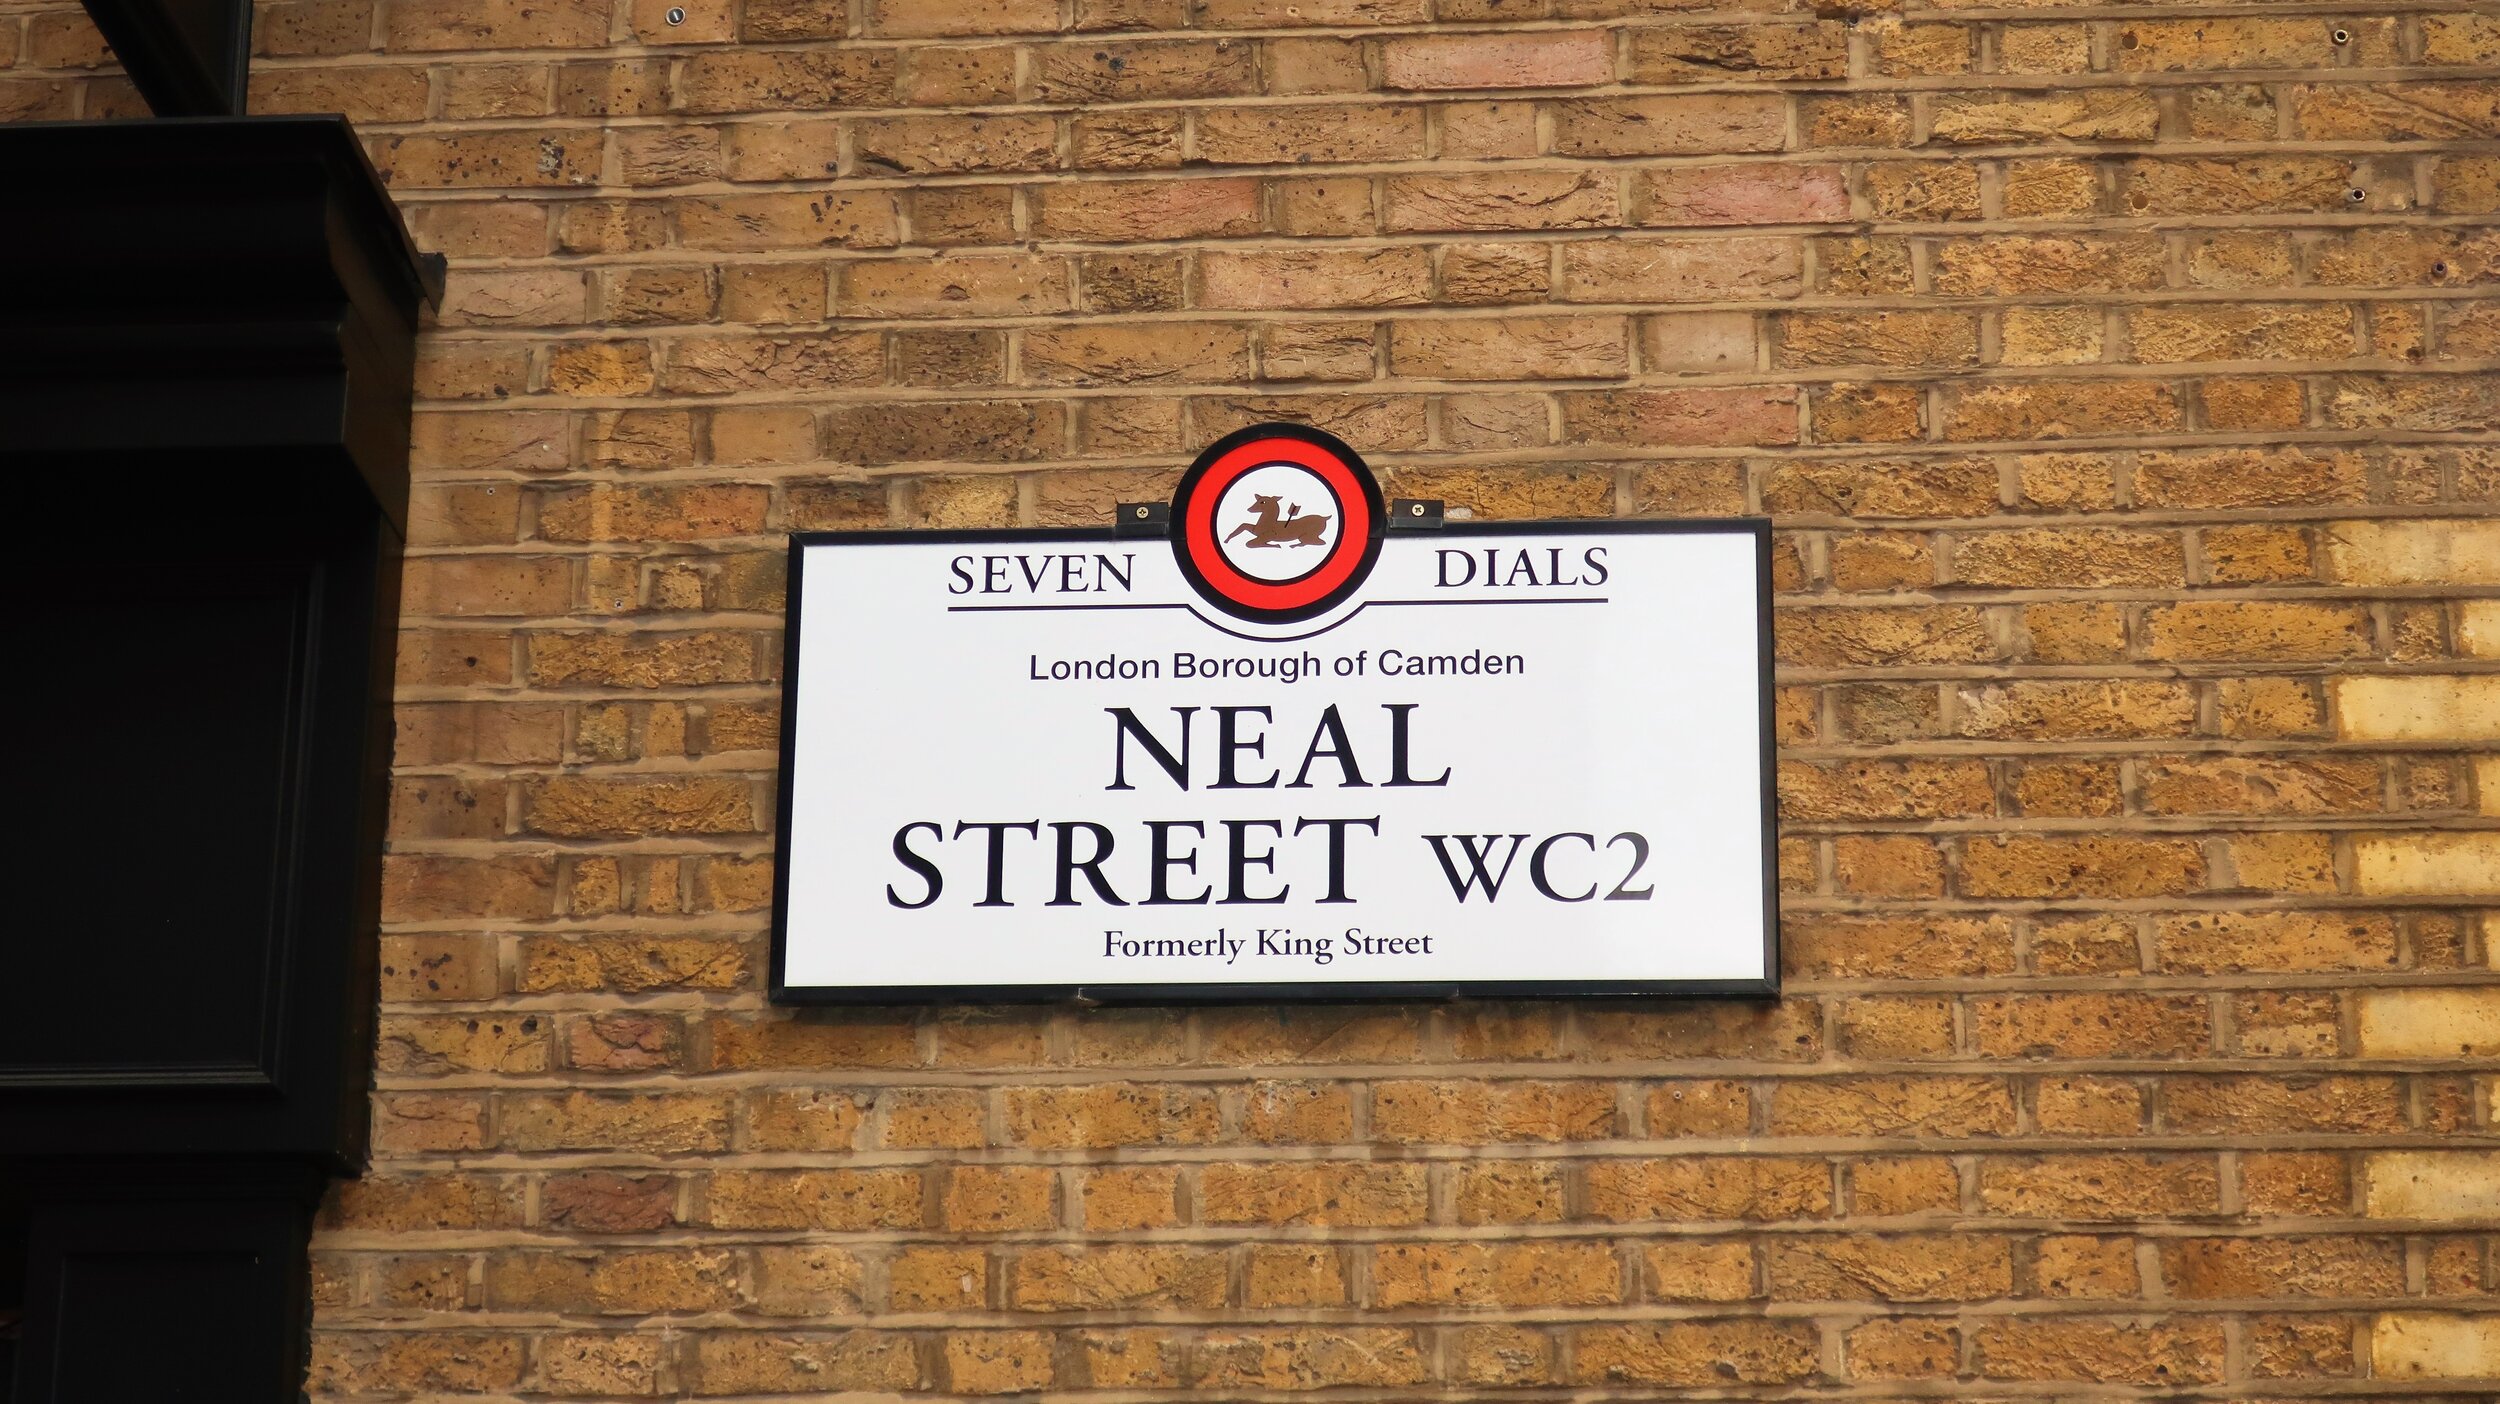 SEVEN DIALS
London Borough of Camden
NEAL
STREET WC2
Formerly King Street